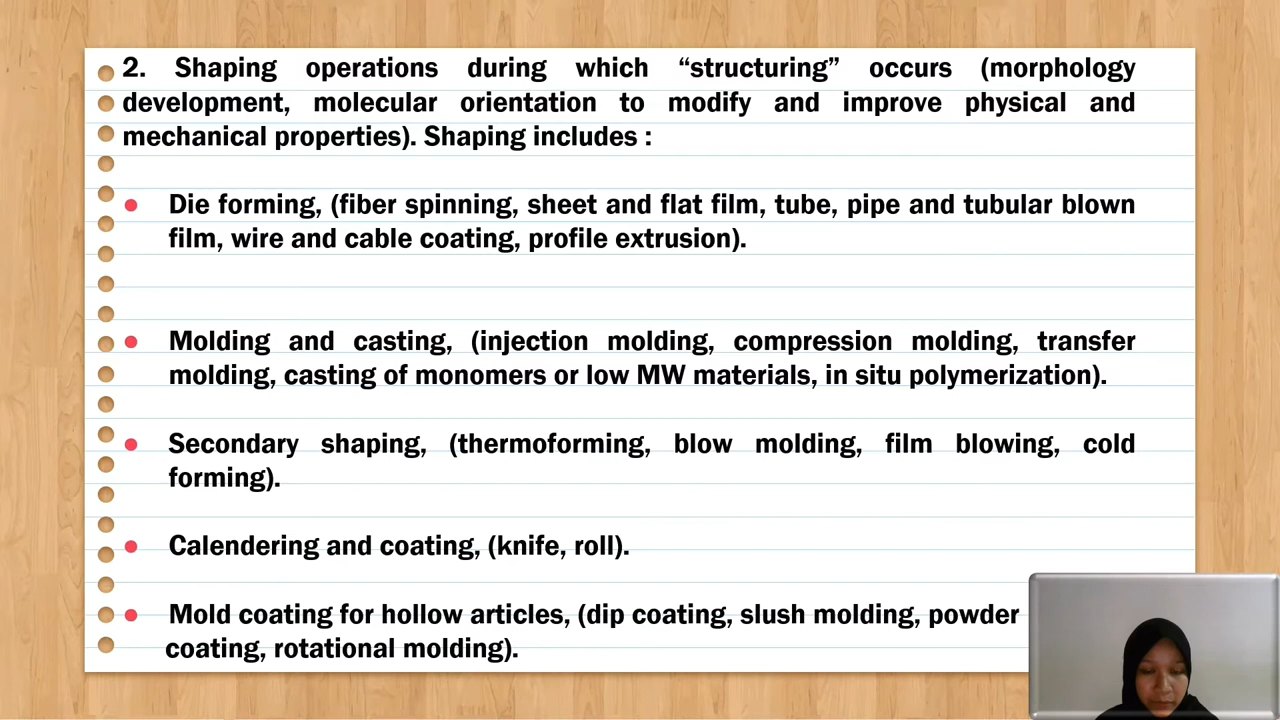 2. Shaping operations during which “structuring” occurs (morphology
development, molecular orientation to modify and improve physical and
mechanical properties). Shaping includes :
Die forming, (fiber spinning, sheet and flat film, tube, pipe and tubular blown
film, wire and cable coating, profile extrusion).
Molding and casting, (injection molding, compression molding, transfer
molding, casting of monomers or low MW materials, in situ polymerization).
Secondary shaping, (thermoforming, blow molding, film blowing, cold
forming).
Calendering and coating, (knife, roll).
Mold coating for hollow articles, (dip coating, slush molding, powder
coating, rotational molding).